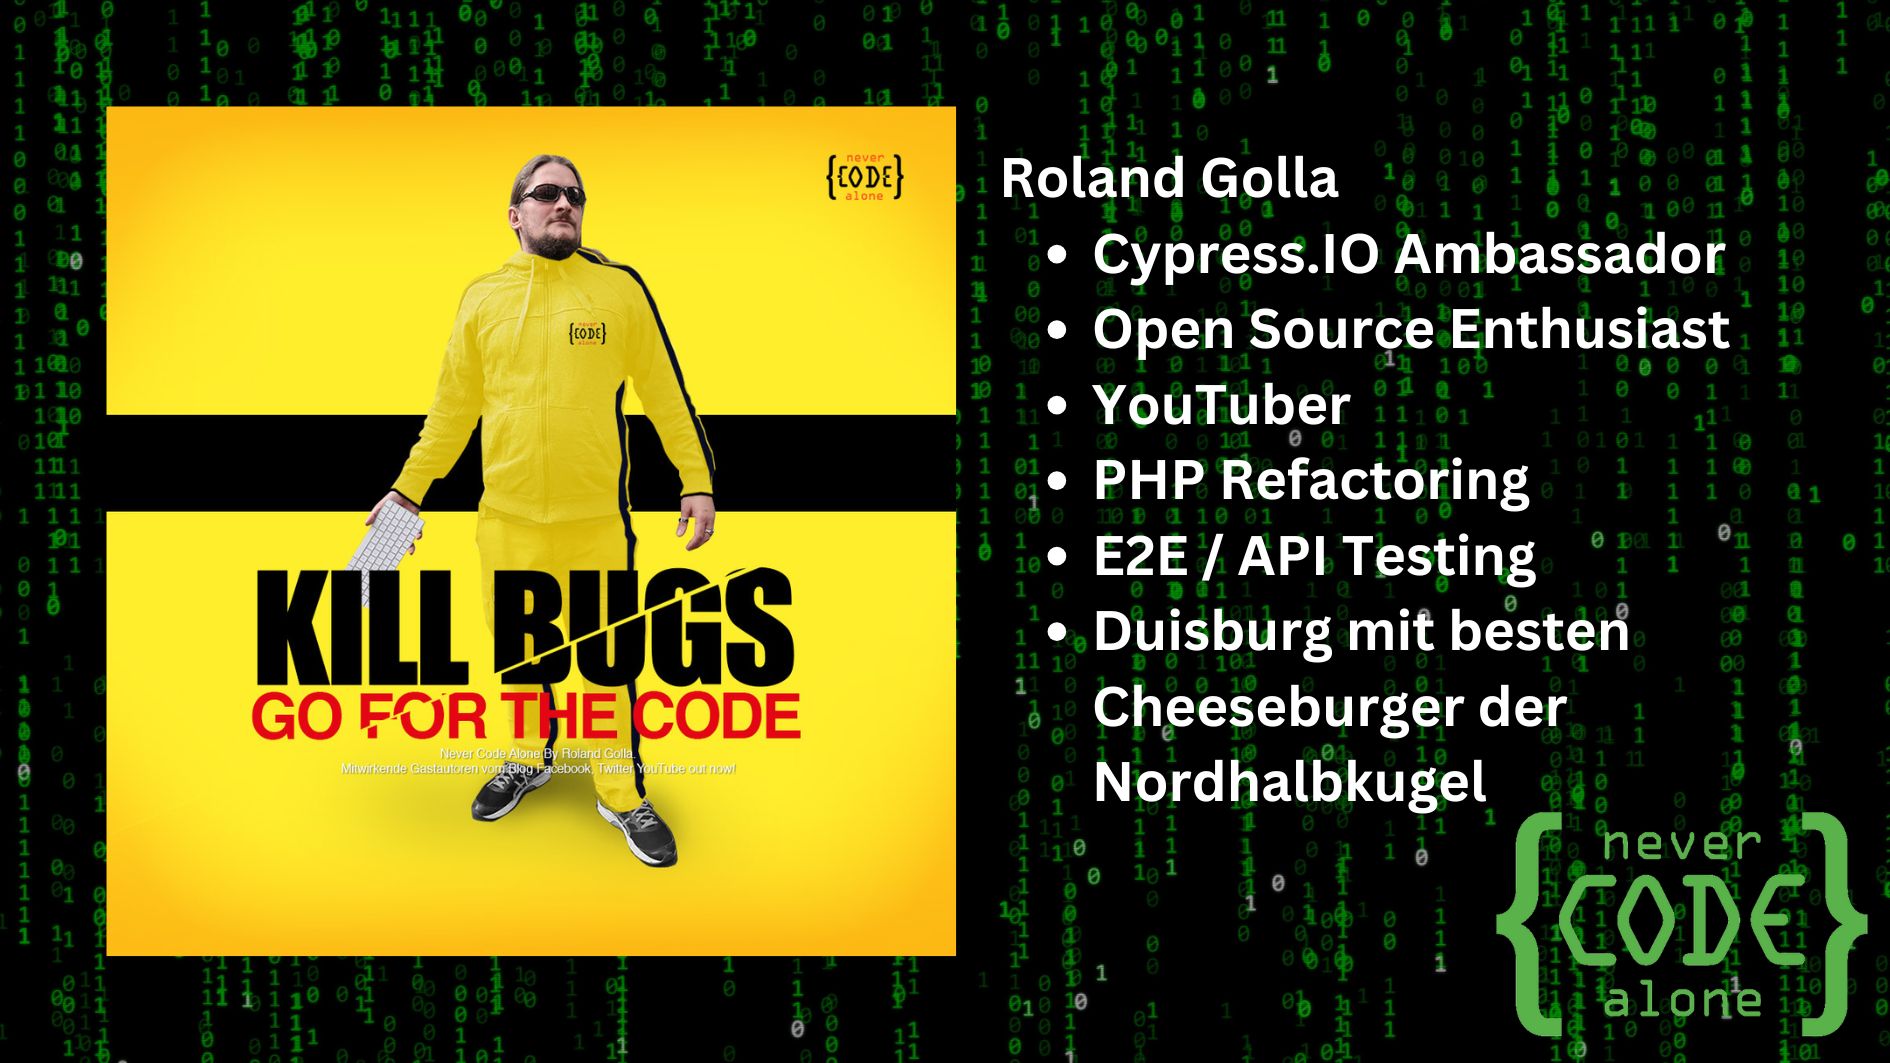 never
{CODE}
alone
never
{CODE}
alone
KILL BUGS
GO FOR THE CODE
Never Code Alone By Roland Golla.
Mitwirkende Gastautoren vom Blog Facebook, Twitter YouTube out now!
Roland Golla
• Cypress.IO Ambassador
• Open Source Enthusiast
• YouTuber
• PHP Refactoring
• E2E / API Testing
• Duisburg mit besten
Cheeseburger der
Nordhalbkugel
never
{CODE}
alone